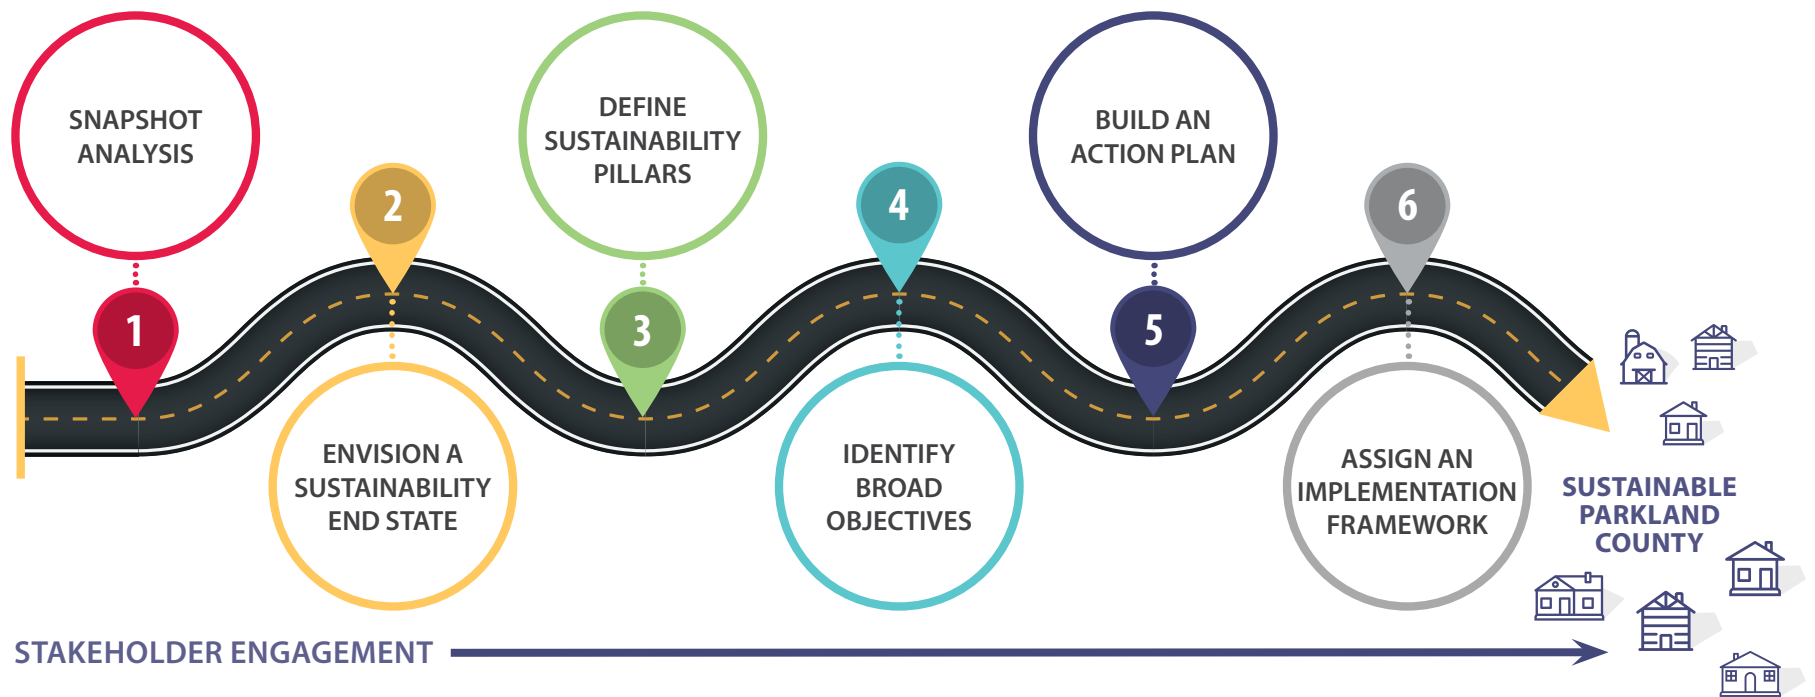 1
SNAPSHOT
ANALYSIS
2
ENVISION A
SUSTAINABILITY
END STATE
3
DEFINE
SUSTAINABILITY
PILLARS
4
IDENTIFY
BROAD
OBJECTIVES
5
BUILD AN
ACTION PLAN
6
ASSIGN AN
IMPLEMENTATION
FRAMEWORK
SUSTAINABLE
PARKLAND
COUNTY
STAKEHOLDER ENGAGEMENT